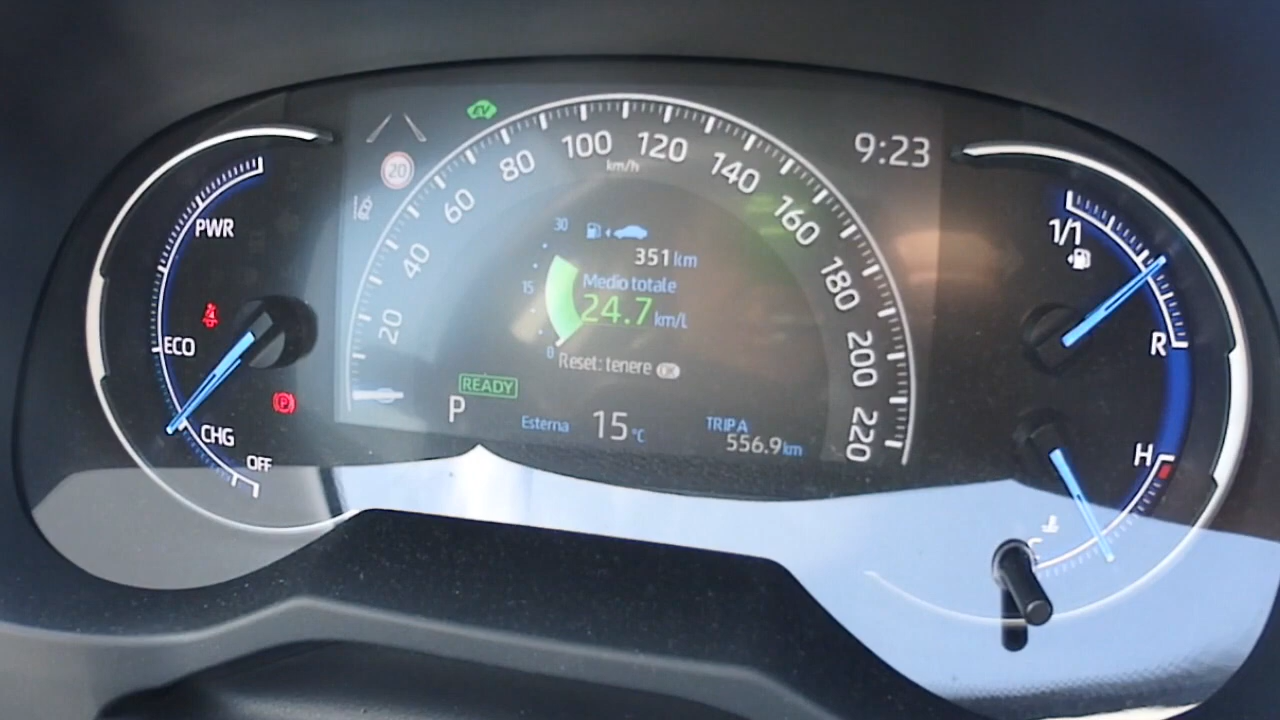 PWR
ECO
CHG
OFF
EV
20
20
40
60
80
100
120
140
160
180
200
220
km/h
9:23
30
15
0
351 km
Medio totale
24.7 km/L
Reset: tenere OK
READY
P
Esterna 15 °C
TRIP A
556.9 km
1/1
R
H
C